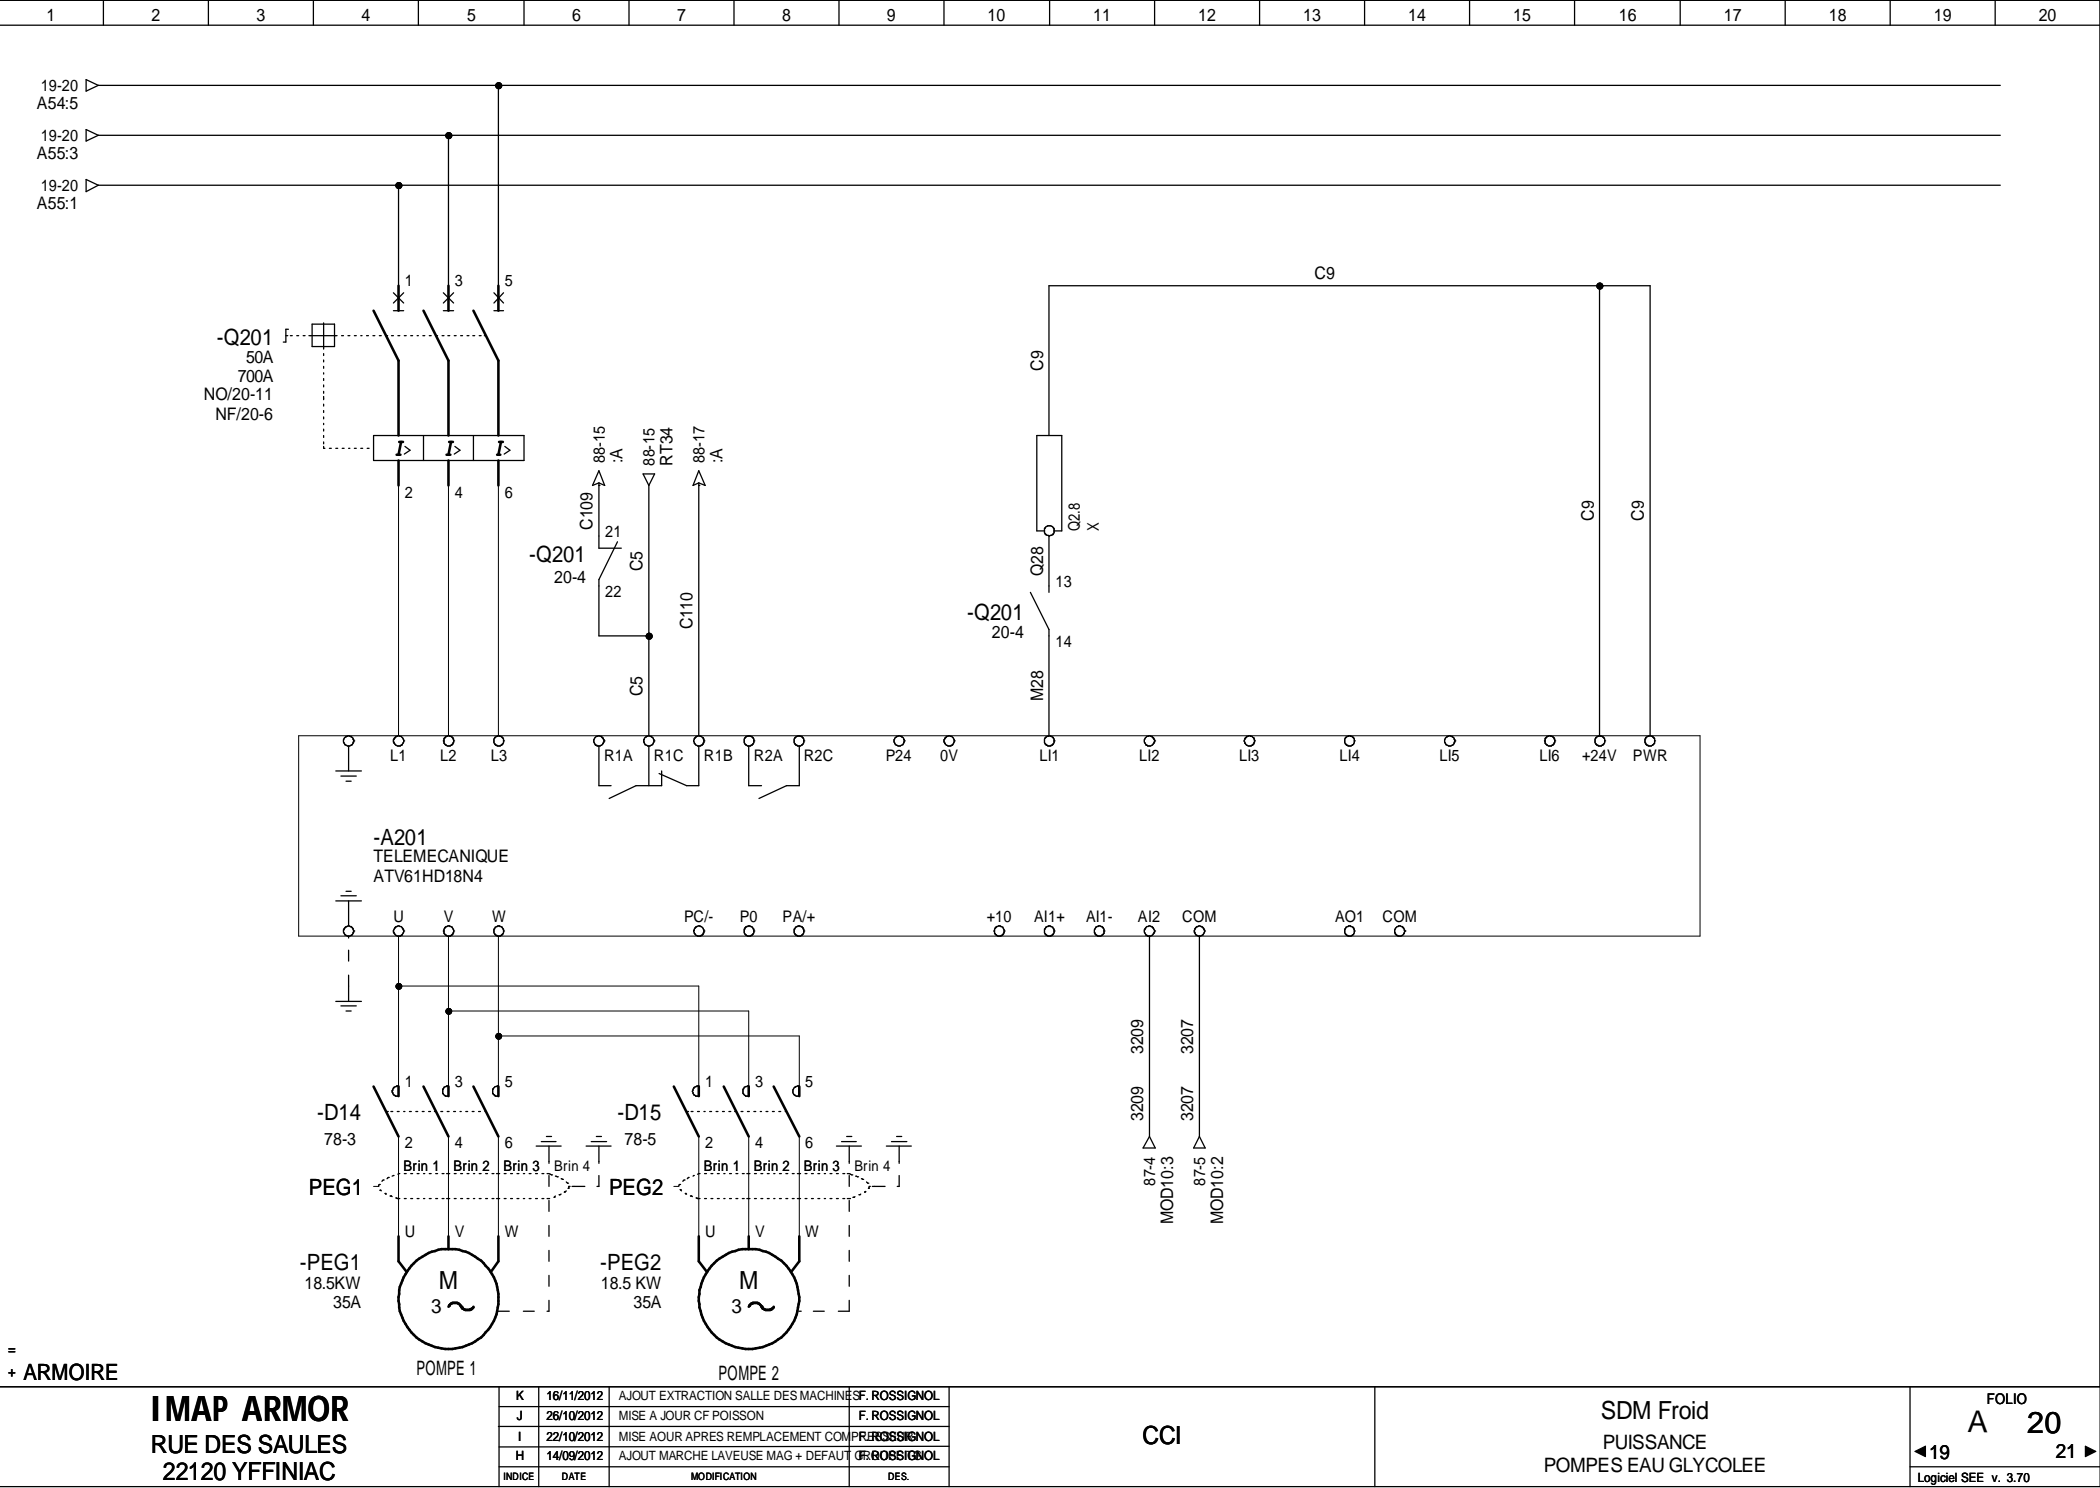 1 2 3 4 5 6 7 8 9 10 11 12 13 14 15 16 17 18 19 20
19-20
A54:5
19-20
A55:3
19-20
A55:1
1 3 5
-Q201
50A
700A
NO/20-11
NF/20-6
I> I> I>
2 4 6
88-15
:A
88-15
RT34
88-17
:A
C109
21
-Q201
20-4
22
C5
C110
C5
C9
C9
Q2.8
X
Q28
13
-Q201
20-4
14
M28
C9
C9
L1 L2 L3 R1A R1C R1B R2A R2C P24 0V LI1 LI2 LI3 LI4 LI5 LI6 +24V PWR
-A201
TELEMECANIQUE
ATV61HD18N4
U V W PC/- P0 PA/+ +10 AI1+ AI1- AI2 COM AO1 COM
3209 3207
3209 3207
87-4
MOD10:3
87-5
MOD10:2
1 3 5
-D14
78-3
2 4 6
Brin 1 Brin 2 Brin 3 Brin 4
PEG1
U V W
-PEG1
18.5KW
35A
M
3
POMPE 1
1 3 5
-D15
78-5
2 4 6
Brin 1 Brin 2 Brin 3 Brin 4
PEG2
U V W
-PEG2
18.5 KW
35A
M
3
POMPE 2
=
+ ARMOIRE
IMAP ARMOR
RUE DES SAULES
22120 YFFINIAC
K 16/11/2012 AJOUT EXTRACTION SALLE DES MACHINES F. ROSSIGNOL
J 26/10/2012 MISE A JOUR CF POISSON F. ROSSIGNOL
I 22/10/2012 MISE AOUR APRES REMPLACEMENT F. ROSSIGNOL
H 14/09/2012 AJOUT MARCHE LAVEUSE MAG + DEFAUT F. ROSSIGNOL
INDICE DATE MODIFICATION DES.
CCI
SDM Froid
PUISSANCE
POMPES EAU GLYCOLEE
FOLIO
A 20
◄19 21►
Logiciel SEE v. 3.70